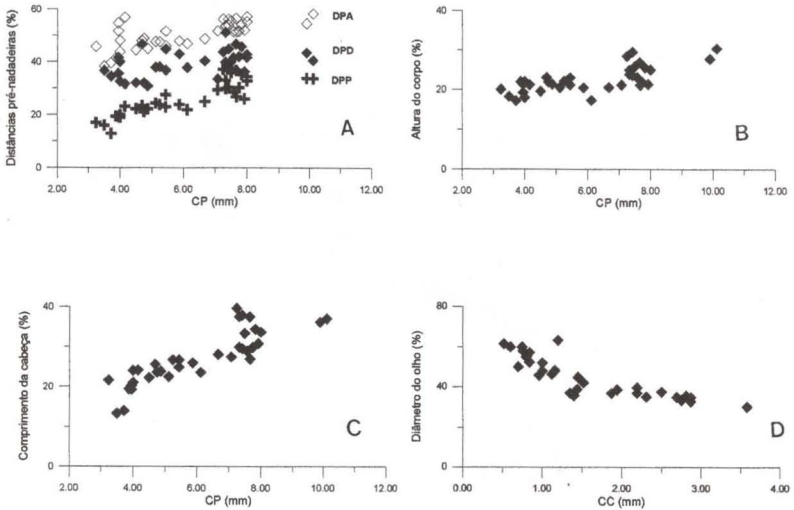 Distâncias pré-nadadeiras (%)
60
40
20
0
2.00 4.00 6.00 8.00 10.00 12.00
CP (mm)
DPA
DPD
DPP
A
Altura do corpo (%)
40
20
0
2.00 4.00 6.00 8.00 10.00 12.00
CP (mm)
B
Comprimento da cabeça (%)
40
20
0
2.00 4.00 6.00 8.00 10.00 12.00
CP (mm)
C
Diâmetro do olho (%)
80
40
0
0.00 1.00 2.00 3.00 4.00
CC (mm)
D